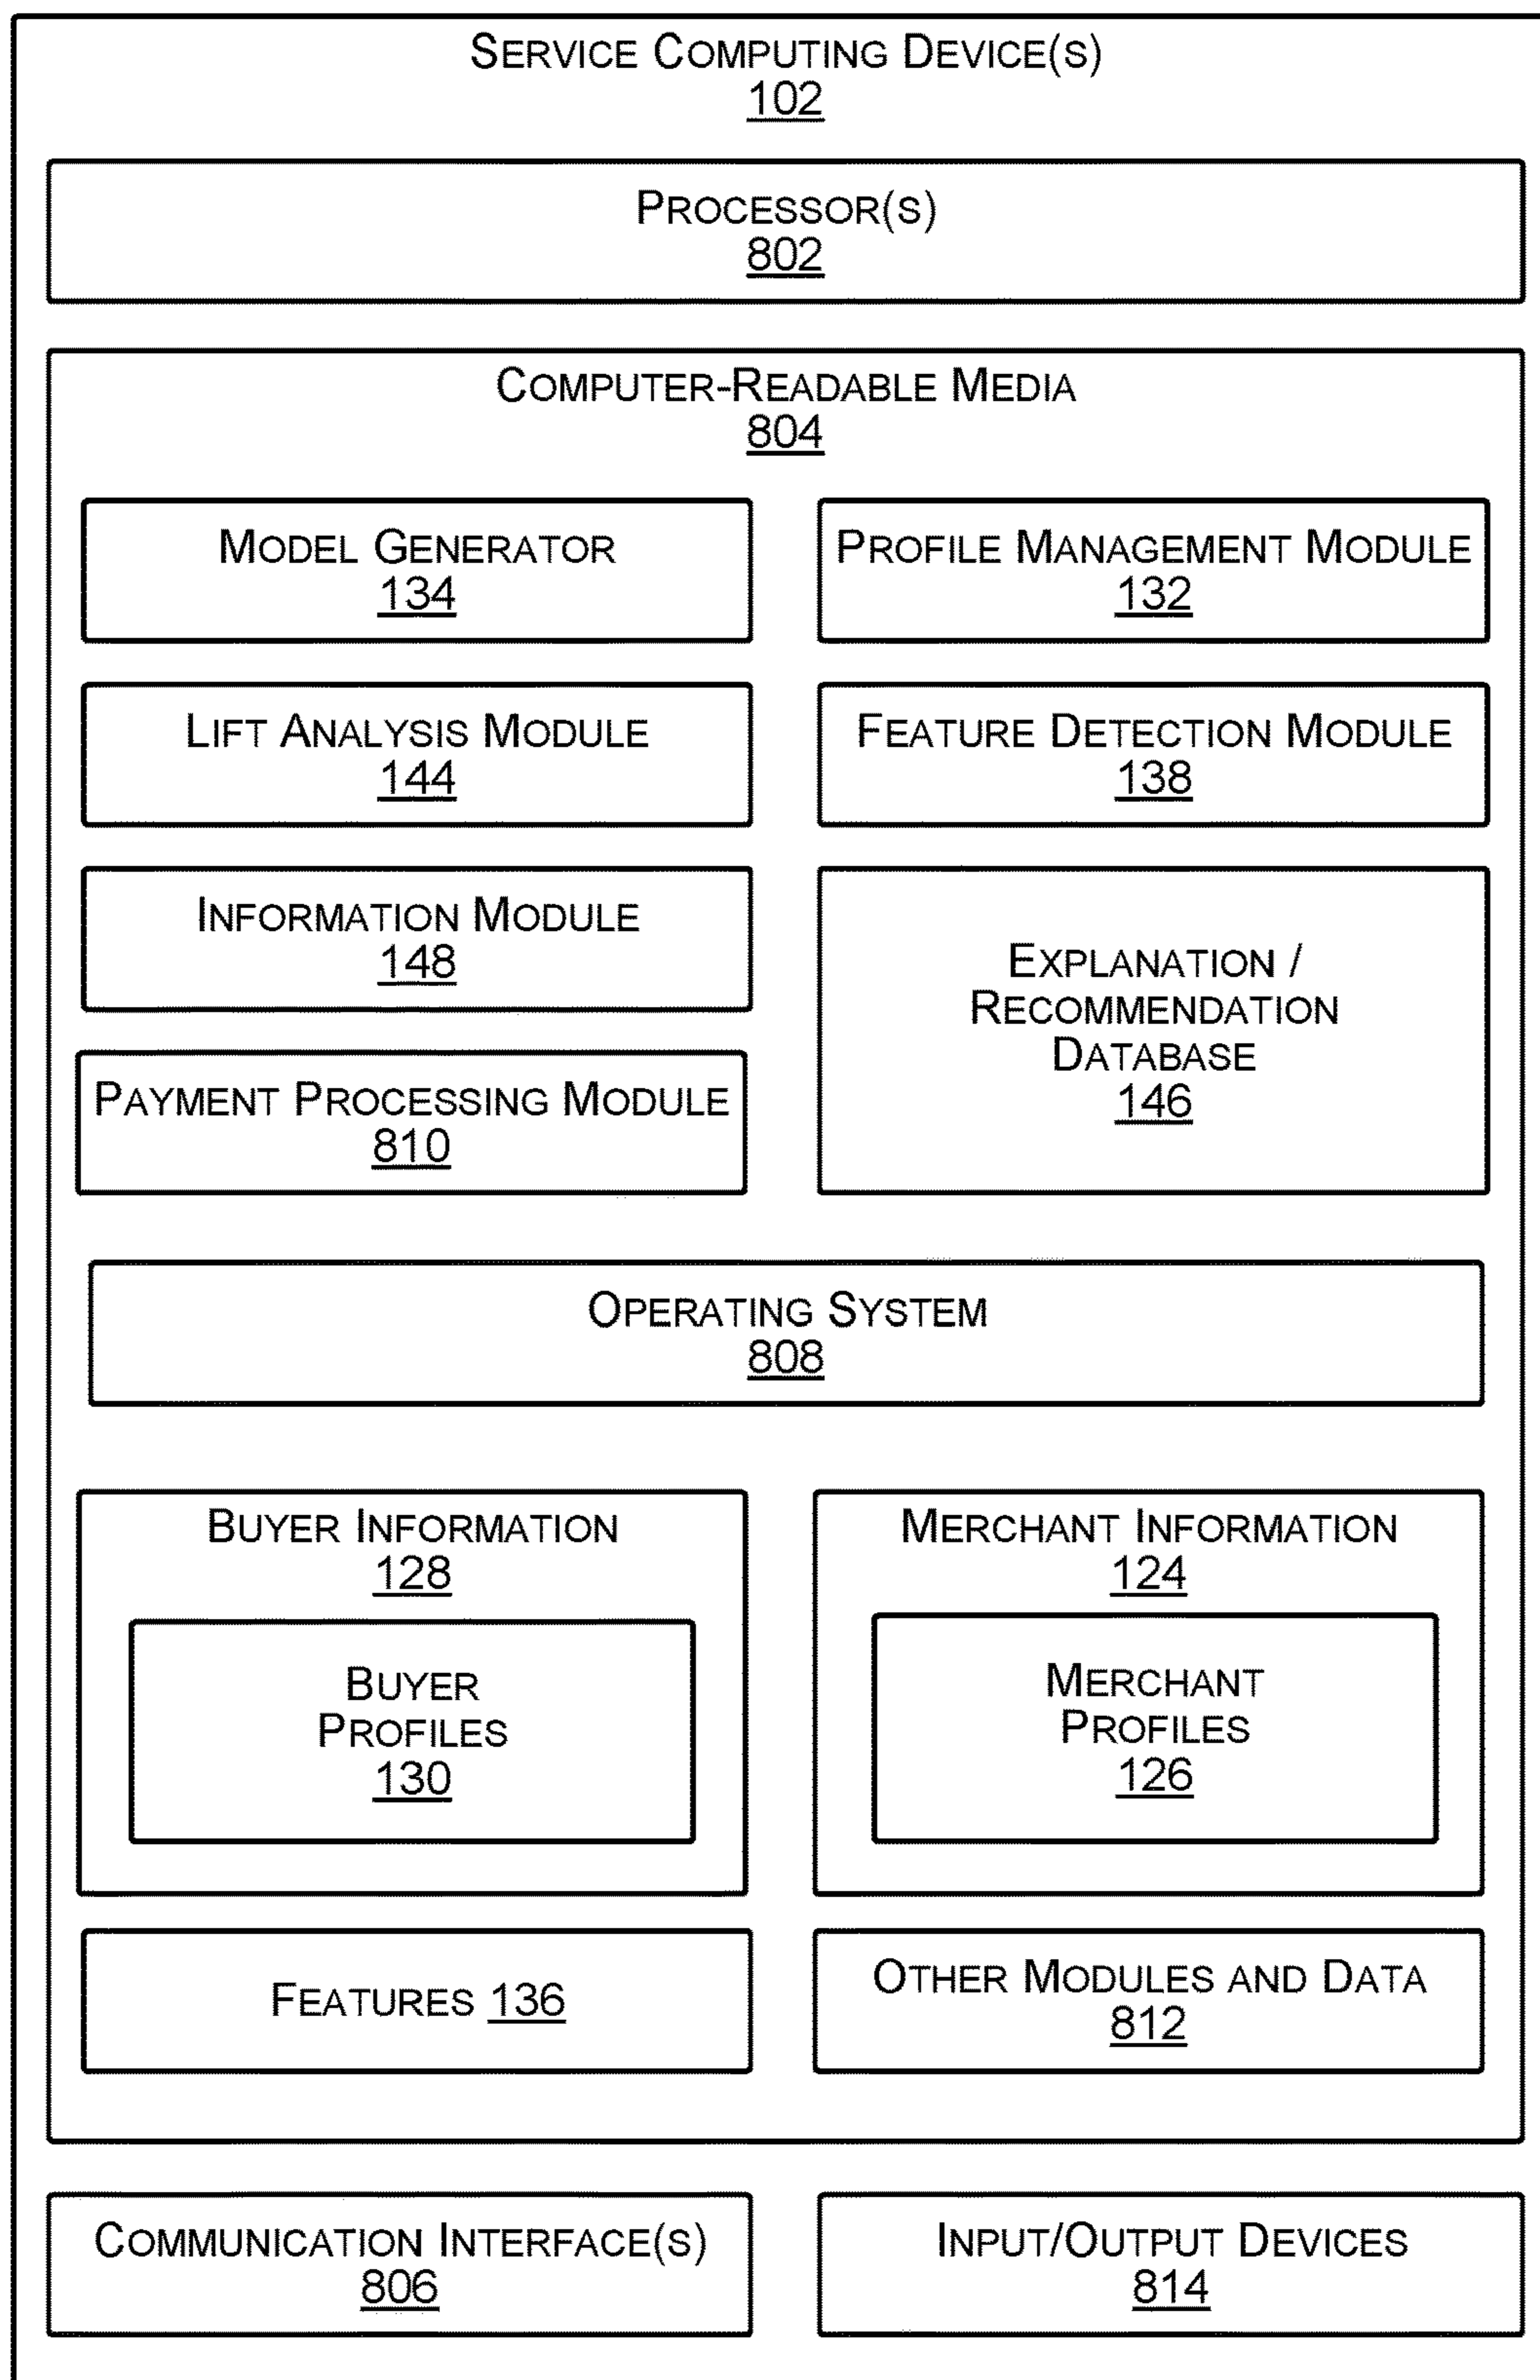 SERVICE COMPUTING DEVICE(S)
102
PROCESSOR(S)
802
COMPUTER-READABLE MEDIA
804
MODEL GENERATOR
134
PROFILE MANAGEMENT MODULE
132
LIFT ANALYSIS MODULE
144
FEATURE DETECTION MODULE
138
INFORMATION MODULE
148
EXPLANATION /
RECOMMENDATION
DATABASE
146
PAYMENT PROCESSING MODULE
810
OPERATING SYSTEM
808
BUYER INFORMATION
128
BUYER
PROFILES
130
MERCHANT INFORMATION
124
MERCHANT
PROFILES
126
FEATURES 136
OTHER MODULES AND DATA
812
COMMUNICATION INTERFACE(S)
806
INPUT/OUTPUT DEVICES
814